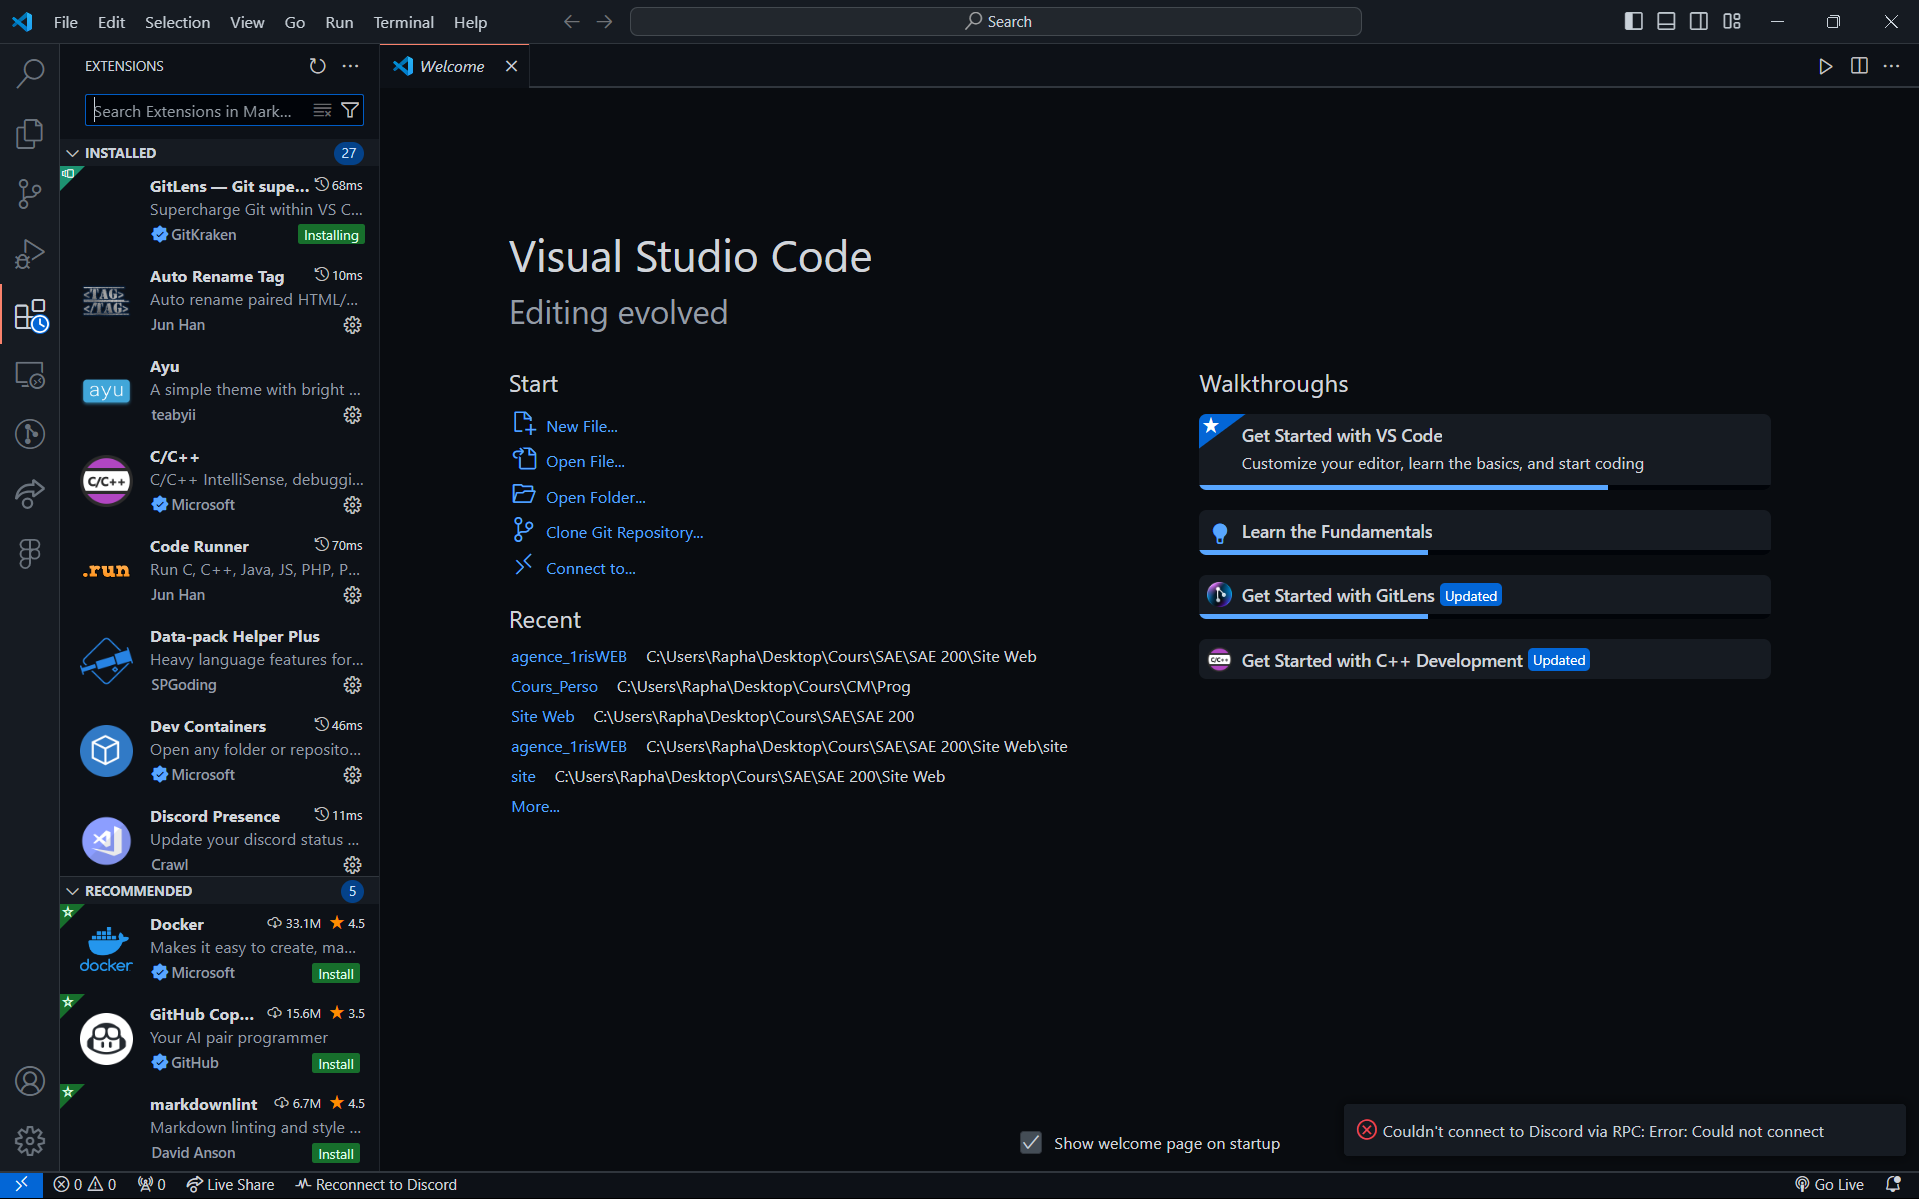 File Edit Selection View Go Run Terminal Help Search
EXTENSIONS
Welcome
Search Extensions in Mark...
INSTALLED 27
GitLens — Git supe... 68ms
Supercharge Git within VS C...
GitKraken Installing
<TAG>
</TAG>
Auto Rename Tag 10ms
Auto rename paired HTML/...
Jun Han
ayu
Ayu
A simple theme with bright ...
teabyii
C/C++
C/C++
C/C++ IntelliSense, debuggi...
Microsoft
.run
Code Runner 70ms
Run C, C++, Java, JS, PHP, P...
Jun Han
Data-pack Helper Plus
Heavy language features for...
SPGoding
Dev Containers 46ms
Open any folder or reposito...
Microsoft
Discord Presence 11ms
Update your discord status ...
Crawl
RECOMMENDED 5
docker
Docker 33.1M 4.5
Makes it easy to create, ma...
Microsoft Install
GitHub Cop... 15.6M 3.5
Your AI pair programmer
GitHub Install
markdownlint 6.7M 4.5
Markdown linting and style ...
David Anson Install
Visual Studio Code
Editing evolved
Start
New File...
Open File...
Open Folder...
Clone Git Repository...
Connect to...
Recent
agence_1risWEB C:\Users\Rapha\Desktop\Cours\SAE\SAE 200\Site Web
Cours_Perso C:\Users\Rapha\Desktop\Cours\CM\Prog
Site Web C:\Users\Rapha\Desktop\Cours\SAE\SAE 200
agence_1risWEB C:\Users\Rapha\Desktop\Cours\SAE\SAE 200\Site Web\site
site C:\Users\Rapha\Desktop\Cours\SAE\SAE 200\Site Web
More...
Walkthroughs
Get Started with VS Code
Customize your editor, learn the basics, and start coding
Learn the Fundamentals
Get Started with GitLens Updated
C/C++ Get Started with C++ Development Updated
Show welcome page on startup
Couldn't connect to Discord via RPC: Error: Could not connect
0 0 0 Live Share Reconnect to Discord Go Live